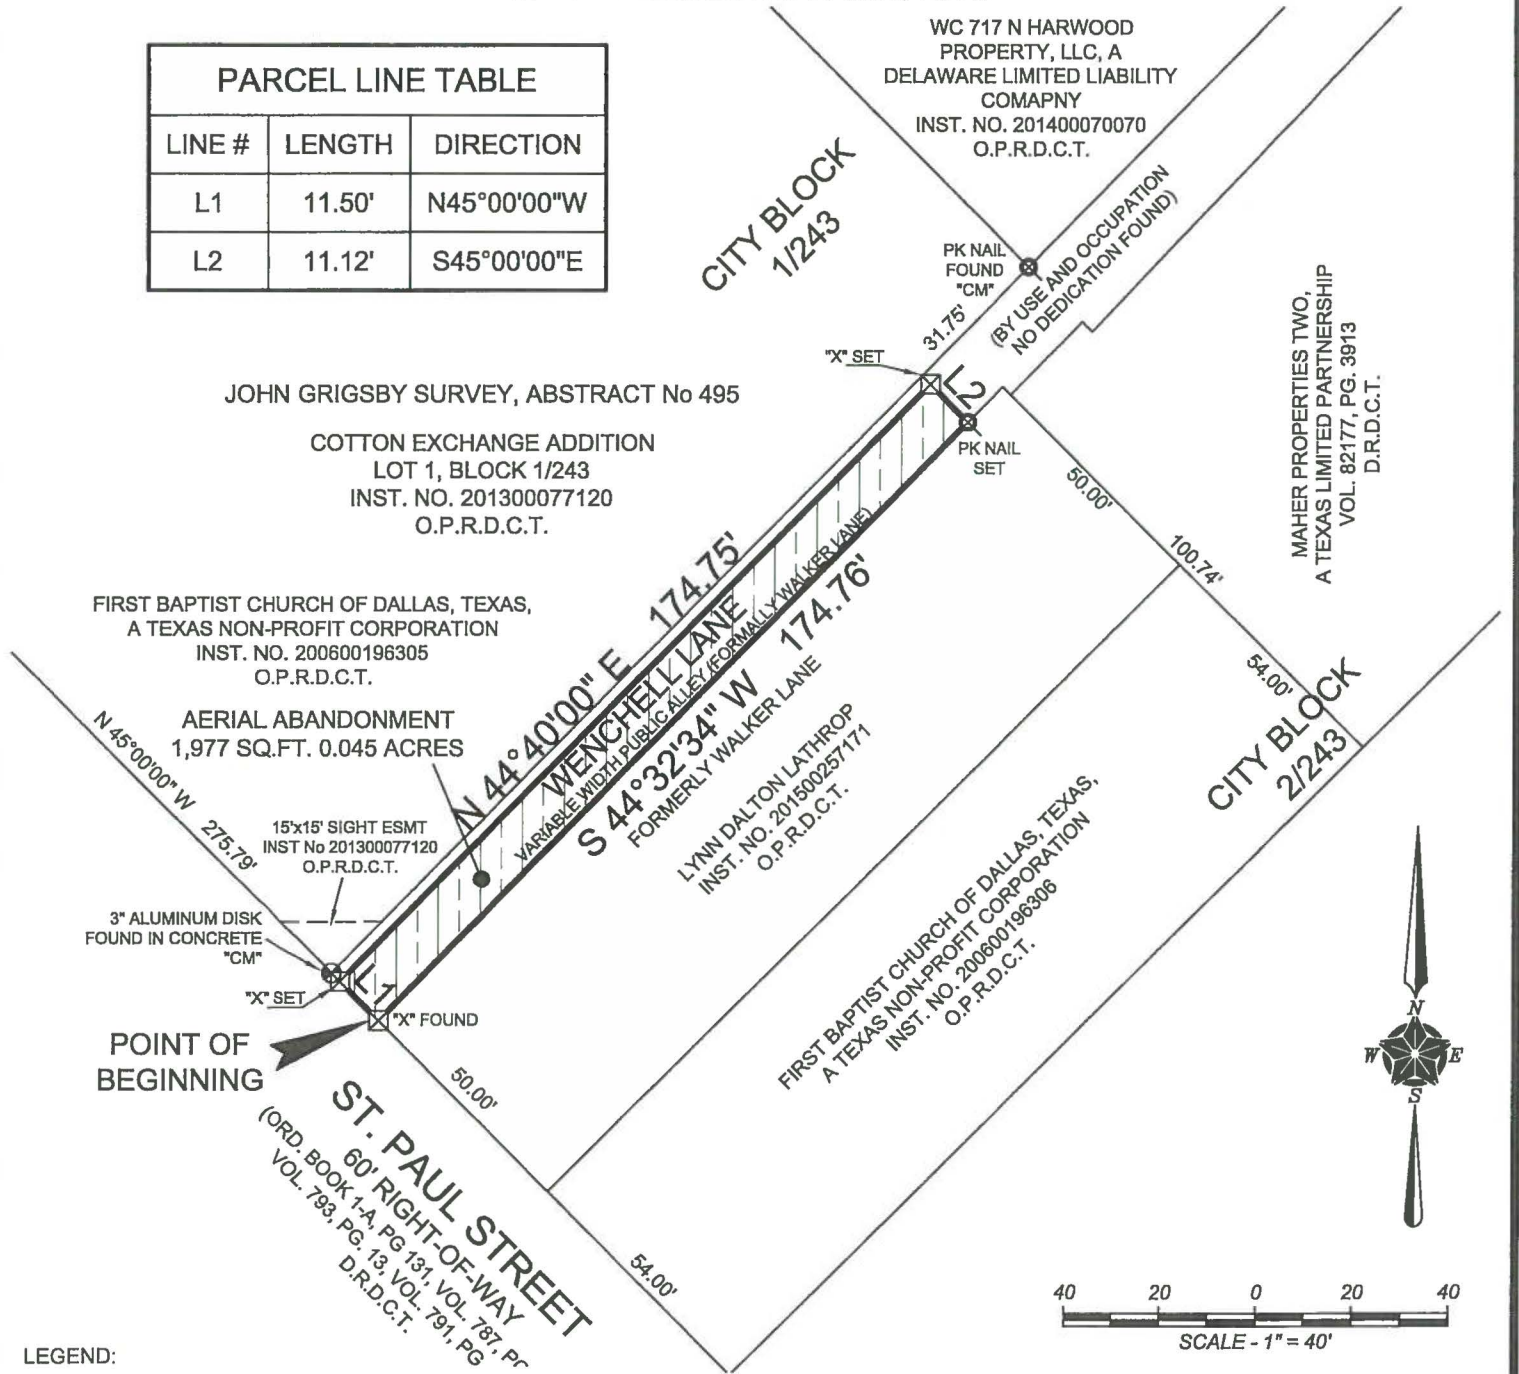 WC 717 N HARWOOD
PROPERTY, LLC, A
DELAWARE LIMITED LIABILITY
COMAPNY
INST. NO. 201400070070
O.P.R.D.C.T.
PARCEL LINE TABLE
LINE # LENGTH DIRECTION
L1 11.50' N45°00'00"W
L2 11.12' S45°00'00"E
CITY BLOCK
1/243
PK NAIL
FOUND
"CM"
(BY USE AND OCCUPATION
NO DEDICATION FOUND)
31.75'
"X" SET
L2
PK NAIL
SET
MAHER PROPERTIES TWO,
A TEXAS LIMITED PARTNERSHIP
VOL. 82177, PG. 3913
D.R.D.C.T.
JOHN GRIGSBY SURVEY, ABSTRACT No 495
COTTON EXCHANGE ADDITION
LOT 1, BLOCK 1/243
INST. NO. 201300077120
O.P.R.D.C.T.
50.00'
100.74'
54.00'
FIRST BAPTIST CHURCH OF DALLAS, TEXAS,
A TEXAS NON-PROFIT CORPORATION
INST. NO. 200600196305
O.P.R.D.C.T.
AERIAL ABANDONMENT
1,977 SQ.FT. 0.045 ACRES
N 44°40'00" E 174.75'
WENCHELL LANE
VARIABLE WIDTH PUBLIC ALLEY (FORMALLY WALKER LANE)
S 44°32'34" W 174.76'
FORMERLY WALKER LANE
LYNN DALTON LATHROP
INST. NO. 201500257171
O.P.R.D.C.T.
CITY BLOCK
2/243
N 45°00'00" W 275.79'
15'x15' SIGHT ESMT
INST No 201300077120
O.P.R.D.C.T.
3" ALUMINUM DISK
FOUND IN CONCRETE
"CM"
"X" SET
L1
"X" FOUND
POINT OF
BEGINNING
FIRST BAPTIST CHURCH OF DALLAS, TEXAS,
A TEXAS NON-PROFIT CORPORATION
INST. NO. 200600196306
O.P.R.D.C.T.
50.00'
54.00'
ST. PAUL STREET
60' RIGHT-OF-WAY
(ORD. BOOK 1-A, PG 131, VOL. 787,
VOL. 793, PG. 13, VOL. 791, PG
D.R.D.C.T.
N
W E
S
40 20 0 20 40
SCALE - 1" = 40'
LEGEND: